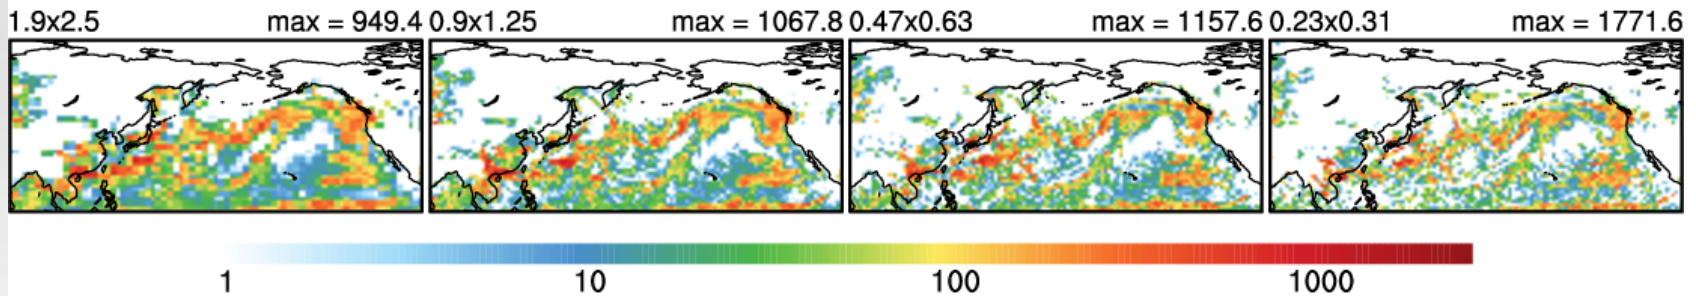 1.9x2.5 max = 949.4 0.9x1.25 max = 1067.8 0.47x0.63 max = 1157.6 0.23x0.31 max = 1771.6
1 10 100 1000